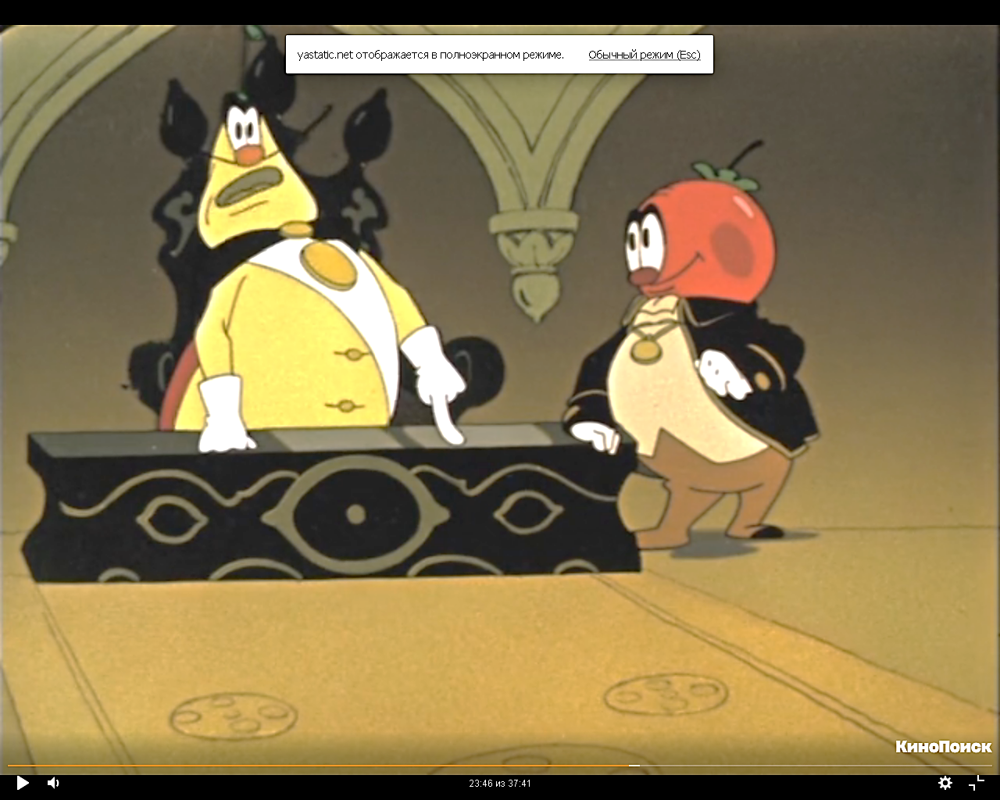 yastatic.net отображается в полноэкранном режиме. Обычный режим (Esc)
КиноПоиск
23:46 из 37:41